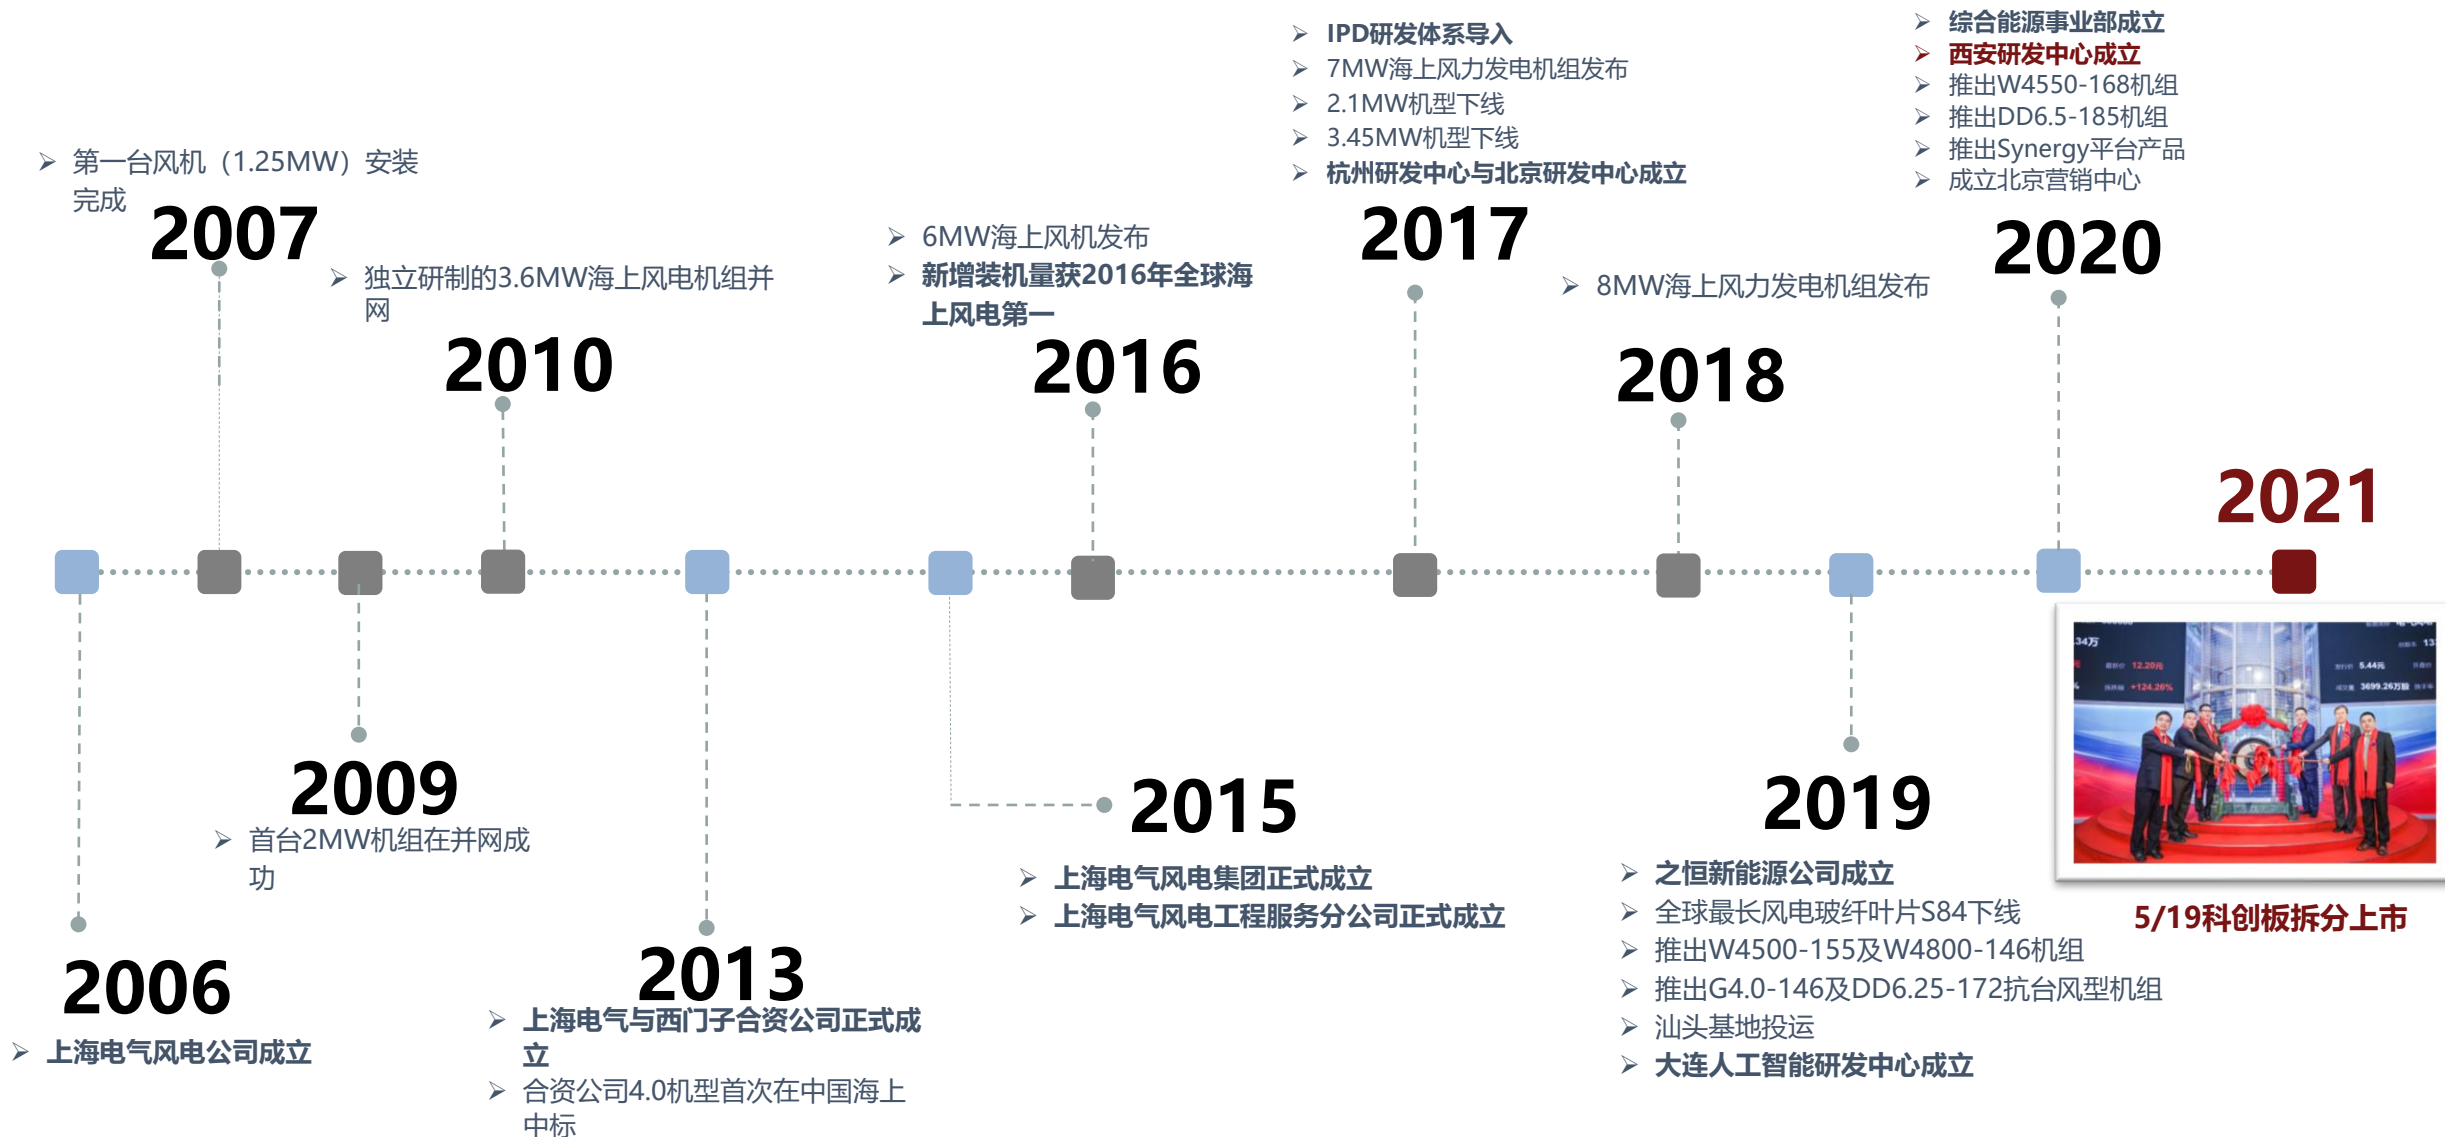 IPD研发体系导入
7MW海上风力发电机组发布
2.1MW机型下线
3.45MW机型下线
杭州研发中心与北京研发中心成立
2017
综合能源事业部成立
西安研发中心成立
推出W4550-168机组
推出DD6.5-185机组
推出Synergy平台产品
成立北京营销中心
2020
第一台风机（1.25MW）安装
完成
2007
独立研制的3.6MW海上风电机组并
网
2010
6MW海上风机发布
新增装机量获2016年全球海
上风电第一
2016
8MW海上风力发电机组发布
2018
2021
.34万
12.20元
+124.26%
5.44元
3699.26万股
5/19科创板拆分上市
2009
首台2MW机组在并网成
功
2015
上海电气风电集团正式成立
上海电气风电工程服务分公司正式成立
2019
之恒新能源公司成立
全球最长风电玻纤叶片S84下线
推出W4500-155及W4800-146机组
推出G4.0-146及DD6.25-172抗台风型机组
汕头基地投运
大连人工智能研发中心成立
2006
上海电气风电公司成立
2013
上海电气与西门子合资公司正式成
立
合资公司4.0机型首次在中国海上
中标